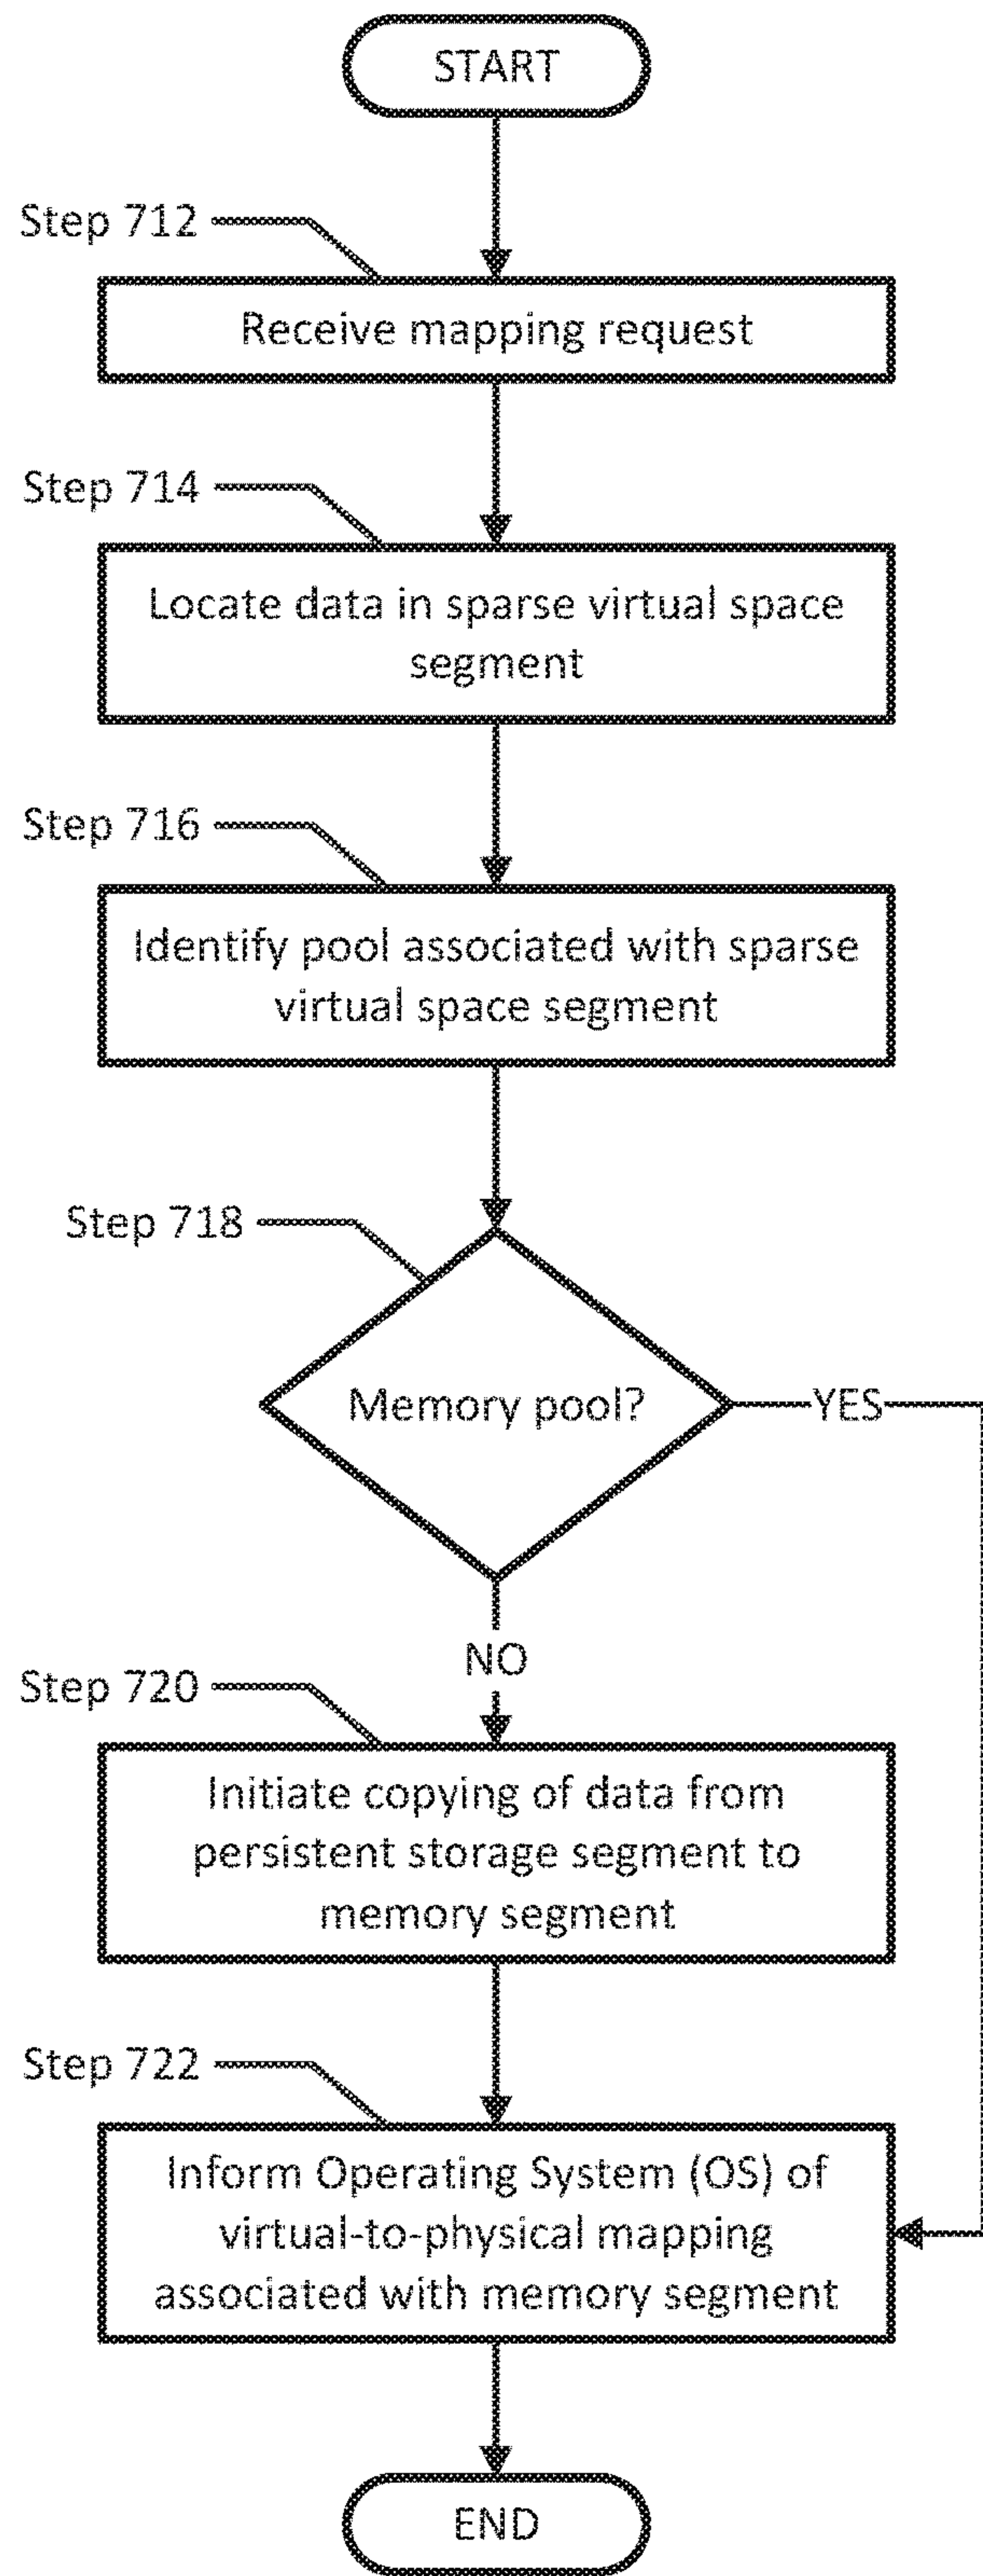 START
Step 712
Receive mapping request
Step 714
Locate data in sparse virtual space
segment
Step 716
Identify pool associated with sparse
virtual space segment
Step 718
Memory pool?
YES
NO
Step 720
Initiate copying of data from
persistent storage segment to
memory segment
Step 722
Inform Operating System (OS) of
virtual-to-physical mapping
associated with memory segment
END